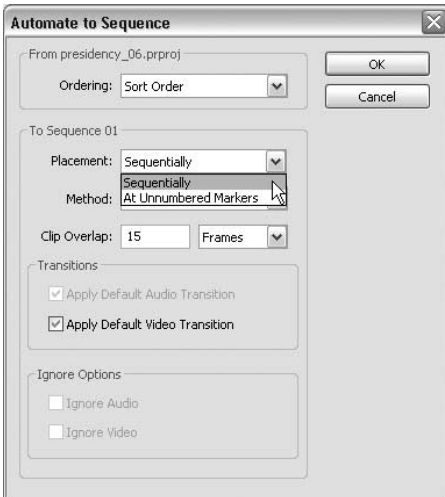 Automate to Sequence
From presidency_06.prproj
Ordering: Sort Order
OK
Cancel
To Sequence 01
Placement: Sequentially
Sequentially
Method: At Unnumbered Markers
Clip Overlap: 15 Frames
Transitions
Apply Default Audio Transition
Apply Default Video Transition
Ignore Options
Ignore Audio
Ignore Video